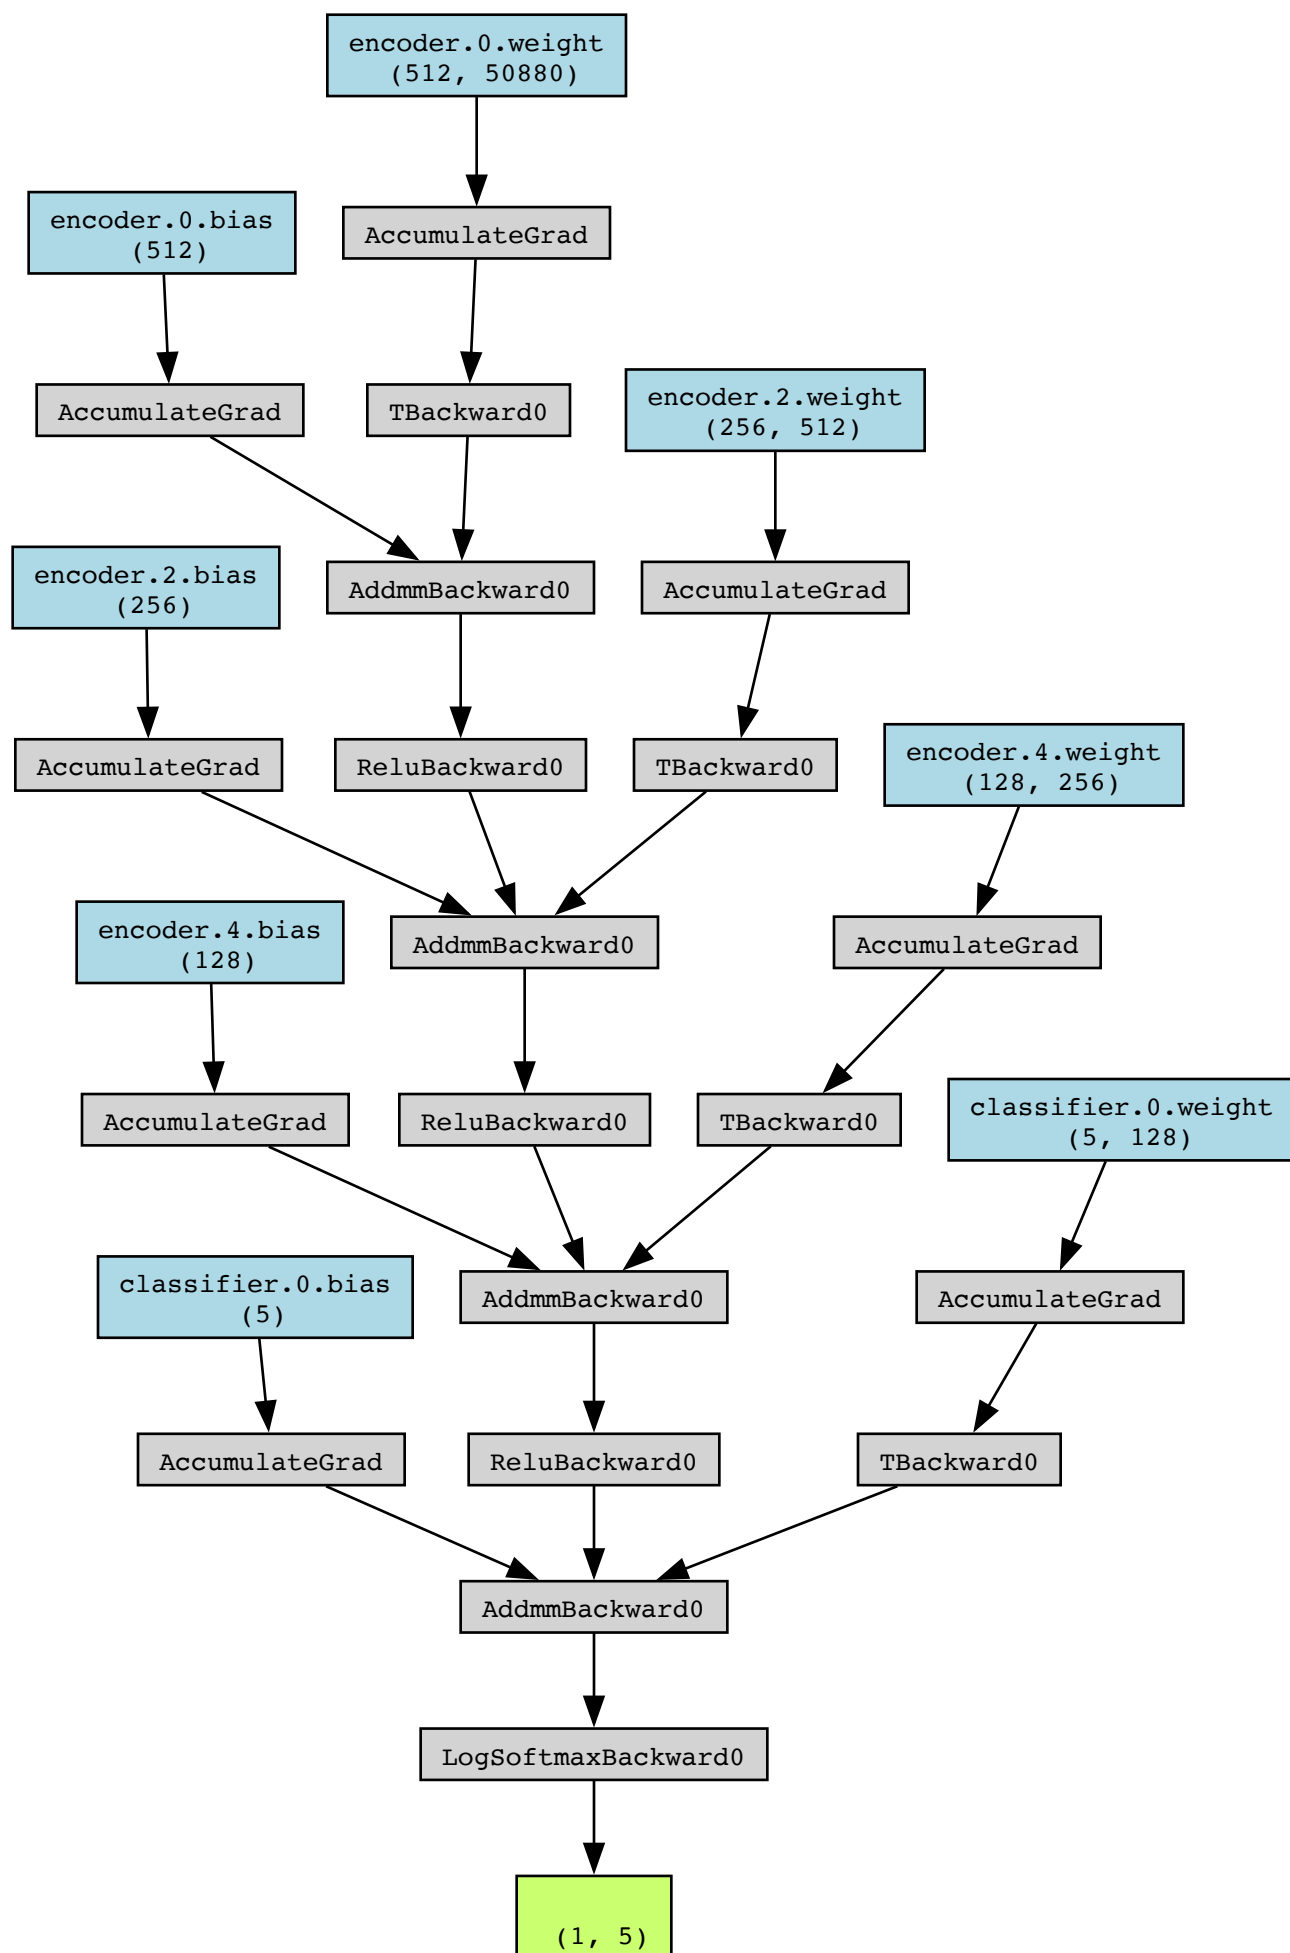 encoder.0.weight
(512, 50880)
encoder.0.bias
(512)
AccumulateGrad
AccumulateGrad
TBackward0
encoder.2.weight
(256, 512)
encoder.2.bias
(256)
AddmmBackward0
AccumulateGrad
AccumulateGrad
ReluBackward0
TBackward0
encoder.4.weight
(128, 256)
encoder.4.bias
(128)
AddmmBackward0
AccumulateGrad
AccumulateGrad
ReluBackward0
TBackward0
classifier.0.weight
(5, 128)
classifier.0.bias
(5)
AddmmBackward0
AccumulateGrad
AccumulateGrad
ReluBackward0
TBackward0
AddmmBackward0
LogSoftmaxBackward0
(1, 5)